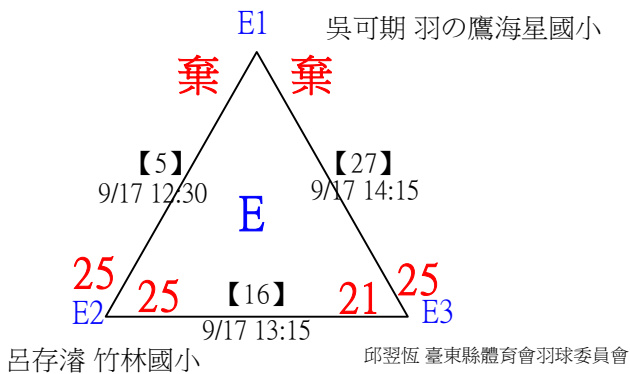 E1
吳可期 羽の鷹海星國小
棄 棄
【5】
9/17 12:30
【27】
9/17 14:15
E
25
25
【16】
21
25
E2
E3
9/17 13:15
呂存濬 竹林國小
邱翌恆 臺東縣體育會羽球委員會